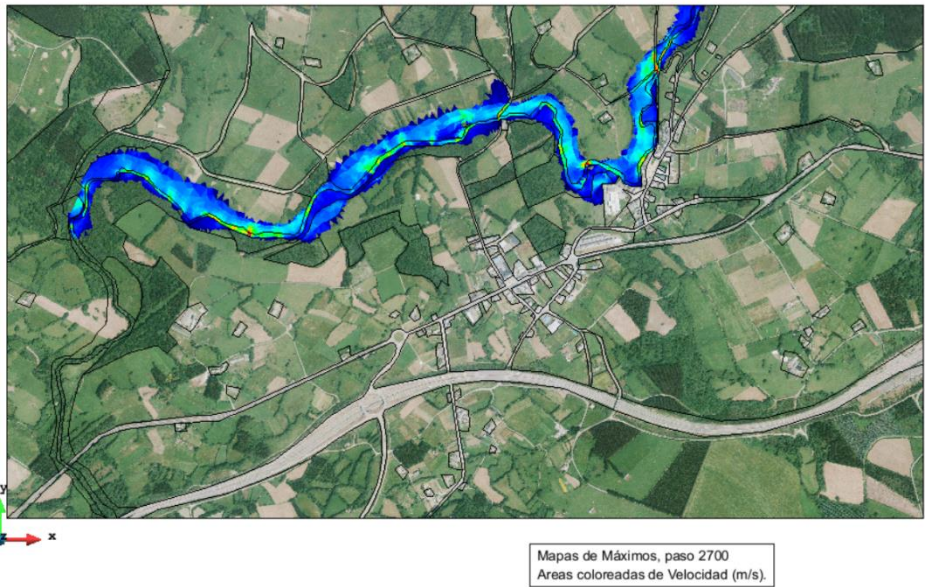 y
z
x
Mapas de Máximos, paso 2700
Areas coloreadas de Velocidad (m/s).